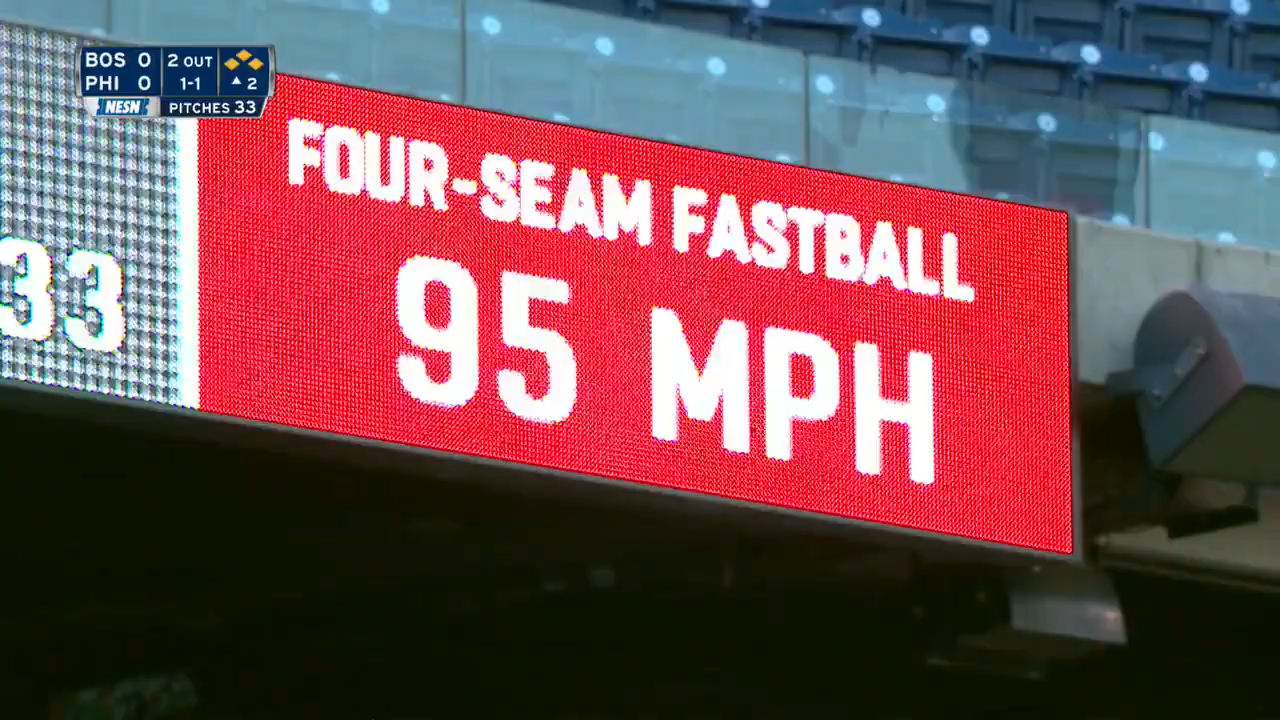 BOS 0 2 OUT
PHI 0 1-1 ▲ 2
NESN PITCHES 33
FOUR-SEAM FASTBALL
33 95 MPH